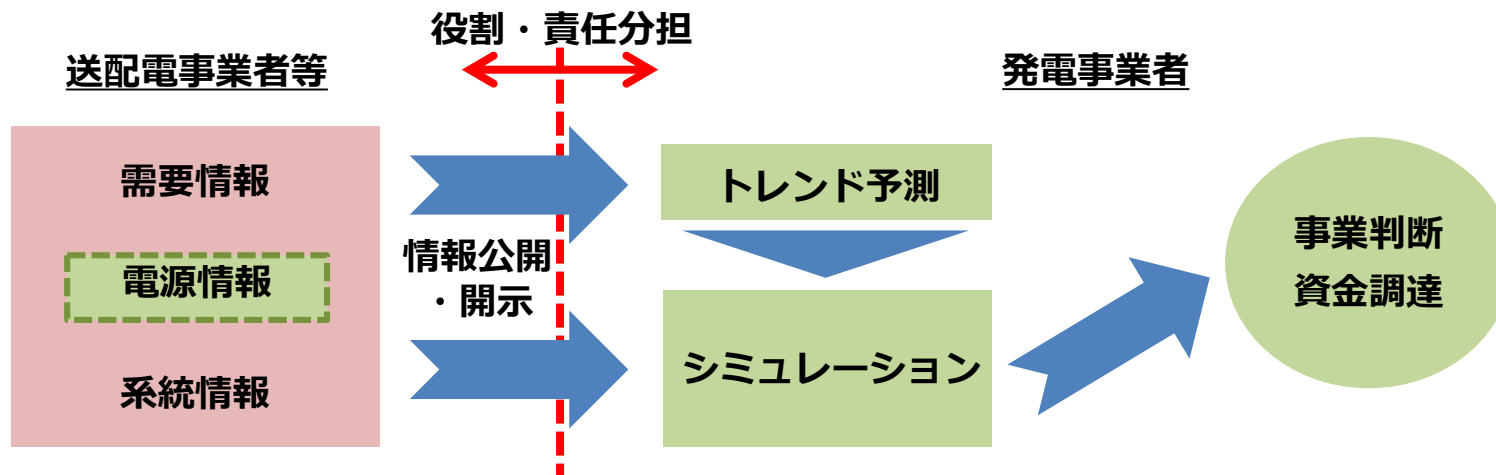 役割・責任分担
送配電事業者等
発電事業者
需要情報
電源情報
系統情報
情報公開
・開示
トレンド予測
シミュレーション
事業判断
資金調達